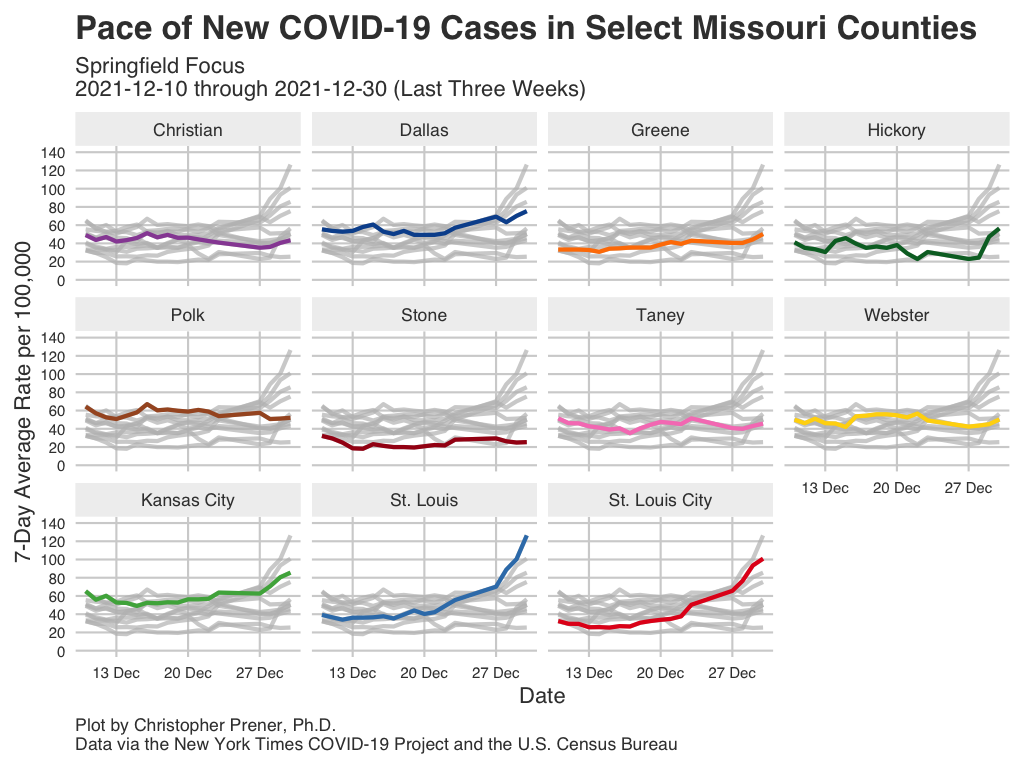 Pace of New COVID-19 Cases in Select Missouri Counties
Springfield Focus
2021-12-10 through 2021-12-30 (Last Three Weeks)
Christian
Dallas
Greene
Hickory
140
120
100
80
60
40
20
0
Polk
Stone
Taney
Webster
140
120
100
80
60
40
20
0
13 Dec
20 Dec
27 Dec
Kansas City
St. Louis
St. Louis City
140
120
100
80
60
40
20
0
13 Dec
20 Dec
27 Dec
13 Dec
20 Dec
27 Dec
13 Dec
20 Dec
27 Dec
7-Day Average Rate per 100,000
Date
Plot by Christopher Prener, Ph.D.
Data via the New York Times COVID-19 Project and the U.S. Census Bureau